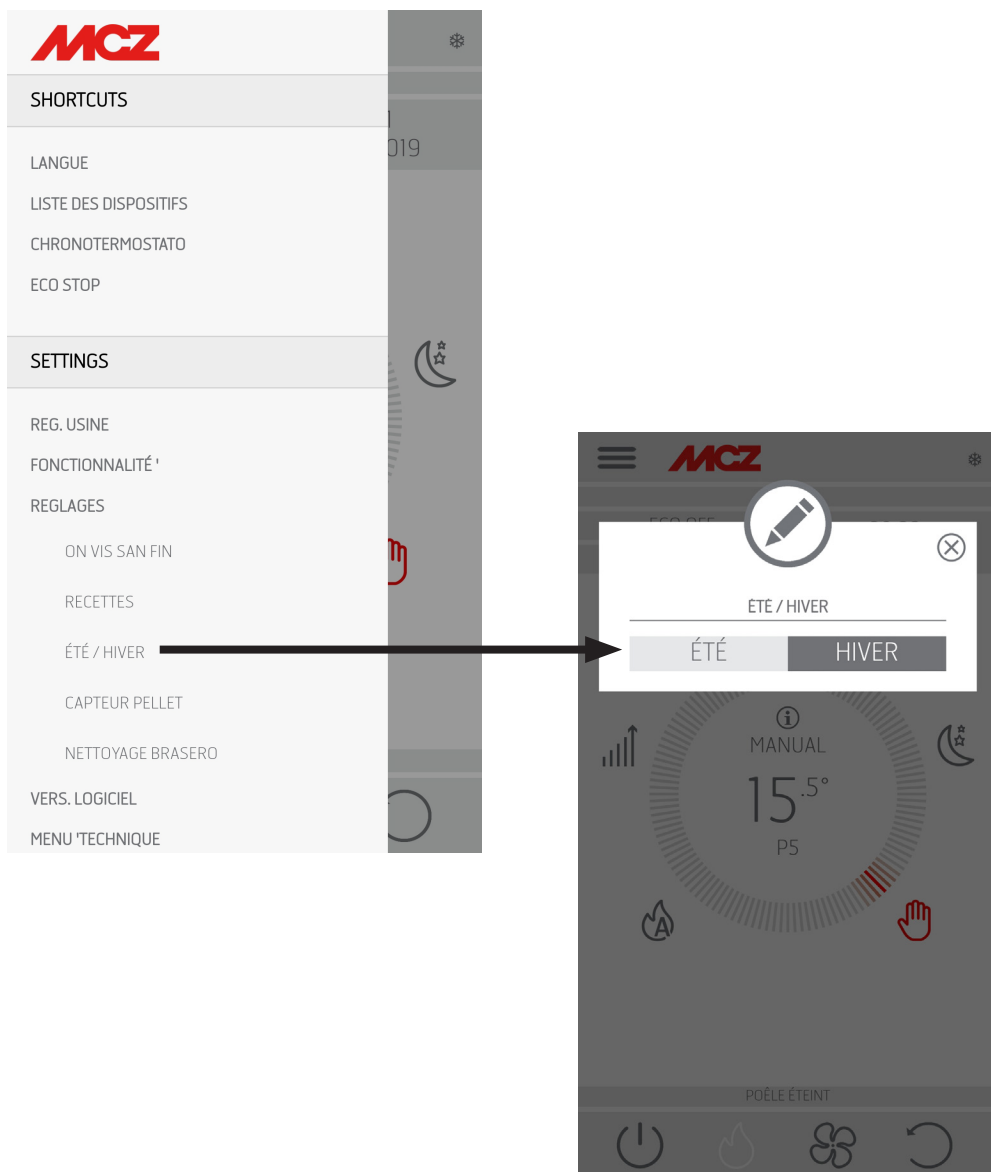 MCZ
SHORTCUTS
LANGUE
LISTE DES DISPOSITIFS
CHRONOTERMOSTATO
ECO STOP
SETTINGS
REG. USINE
FONCTIONNALITÉ '
REGLAGES
ON VIS SAN FIN
RECETTES
ÉTÉ / HIVER
CAPTEUR PELLET
NETTOYAGE BRASERO
VERS. LOGICIEL
MENU 'TECHNIQUE
019
MCZ
ÉTÉ / HIVER
ÉTÉ HIVER
MANUAL
15.5°
P5
A
POÊLE ÉTEINT